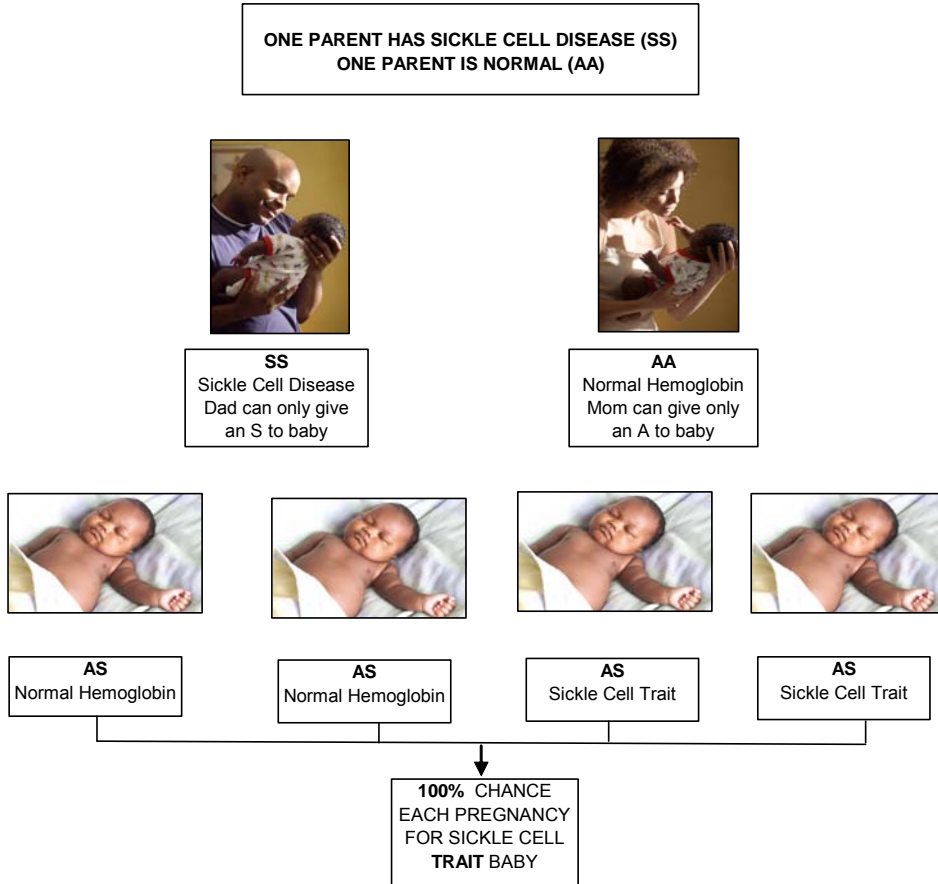 ONE PARENT HAS SICKLE CELL DISEASE (SS)
ONE PARENT IS NORMAL (AA)
SS
Sickle Cell Disease
Dad can only give
an S to baby
AA
Normal Hemoglobin
Mom can give only
an A to baby
AS
Normal Hemoglobin
AS
Normal Hemoglobin
AS
Sickle Cell Trait
AS
Sickle Cell Trait
100% CHANCE
EACH PREGNANCY
FOR SICKLE CELL
TRAIT BABY